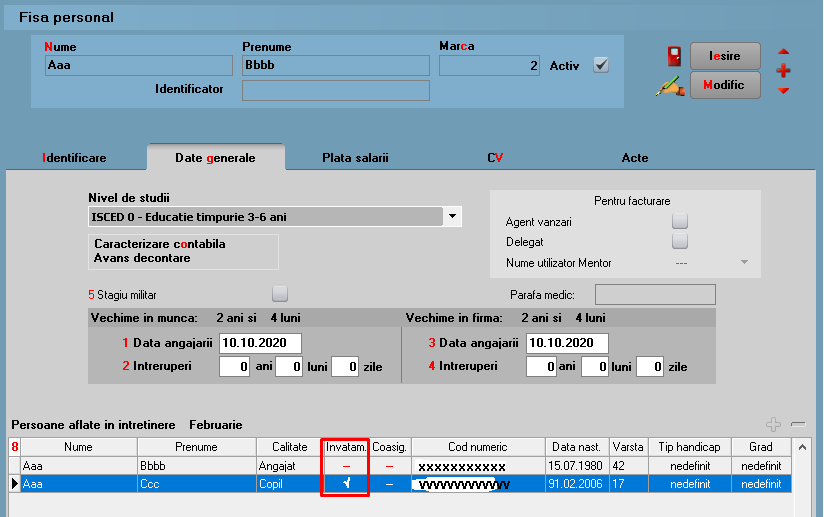 Fisa personal
Nume Prenume Marca
Aaa Bbbb 2 Activ
Identificator
Iesire
Modific
Identificare Date generale Plata salarii CV Acte
Nivel de studii
ISCED 0 - Educatie timpurie 3-6 ani
Caracterizare contabila
Avans decontare
Pentru facturare
Agent vanzari
Delegat
Nume utilizator Mentor ---
5 Stagiu militar Parafa medic:
Vechime in munca: 2 ani si 4 luni Vechime in firma: 2 ani si 4 luni
1 Data angajarii 10.10.2020 3 Data angajarii 10.10.2020
2 Intreruperi 0 ani 0 luni 0 zile 4 Intreruperi 0 ani 0 luni 0 zile
Persoane aflate in intretinere Februarie
8 Nume Prenume Calitate Invatam. Coasig. Cod numeric Data nast. Varsta Tip handicap Grad
Aaa Bbbb Angajat – – xxxxxxxxxxx 15.07.1980 42 nedefinit nedefinit
Aaa Ccc Copil – 91.02.2006 17 nedefinit nedefinit